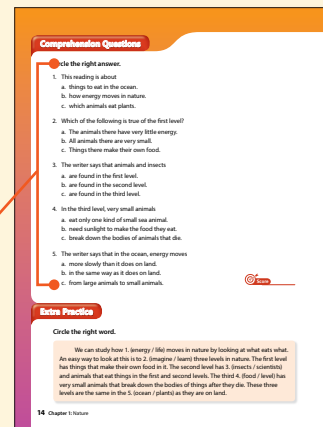 Comprehension Questions
cle the right answer.
1. This reading is about
a. things to eat in the ocean.
b. how energy moves in nature.
c. which animals eat plants.
2. Which of the following is true of the first level?
a. The animals there have very little energy.
b. All animals there are very small.
c. Things there make their own food.
3. The writer says that animals and insects
a. are found in the first level.
b. are found in the second level.
c. are found in the third level.
4. In the third level, very small animals
a. eat only one kind of small sea animal.
b. need sunlight to make the food they eat.
c. break down the bodies of animals that die.
5. The writer says that in the ocean, energy moves
a. more slowly than it does on land.
b. in the same way as it does on land.
c. from large animals to small animals.
Score
Extra Practice
Circle the right word.
We can study how 1. (energy / life) moves in nature by looking at what eats what.
An easy way to look at this is to 2. (imagine / learn) three levels in nature. The first level
has things that make their own food in it. The second level has 3. (insects / scientists)
and animals that eat things in the first and second levels. The third 4. (food / level) has
very small animals that break down the bodies of things after they die. These three
levels are the same in the 5. (ocean / plants) as they are on land.
14 Chapter 1: Nature